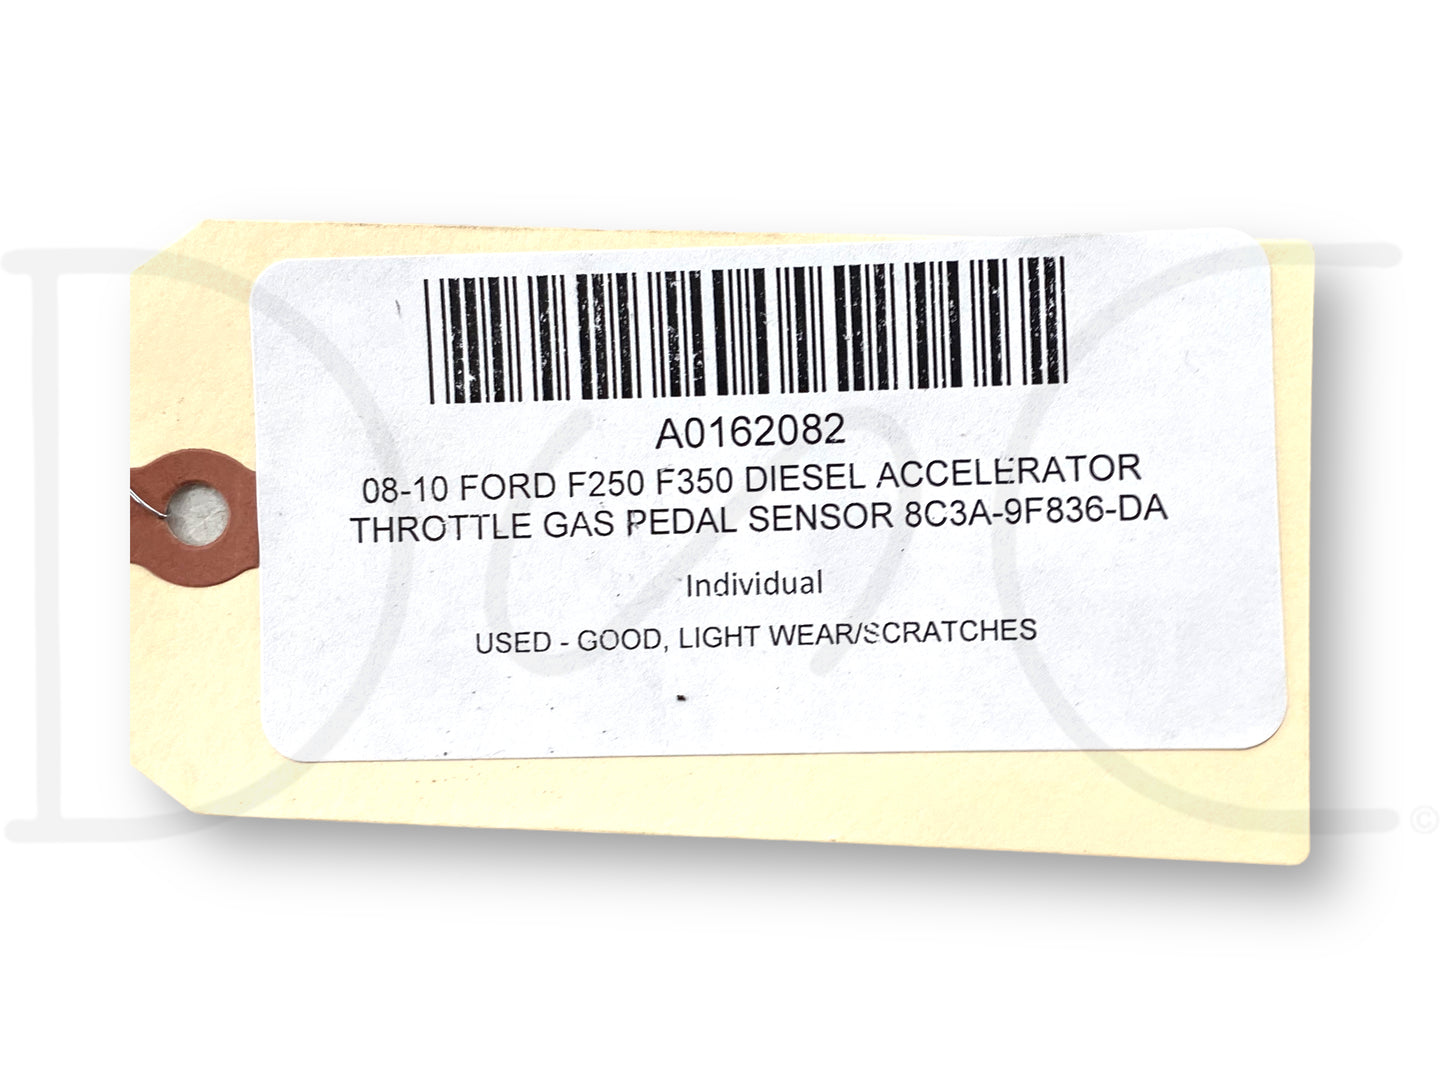 A0162082
08-10 FORD F250 F350 DIESEL ACCELERATOR
THROTTLE GAS PEDAL SENSOR 8C3A-9F836-DA
Individual
USED - GOOD, LIGHT WEAR/SCRATCHES
DC
©